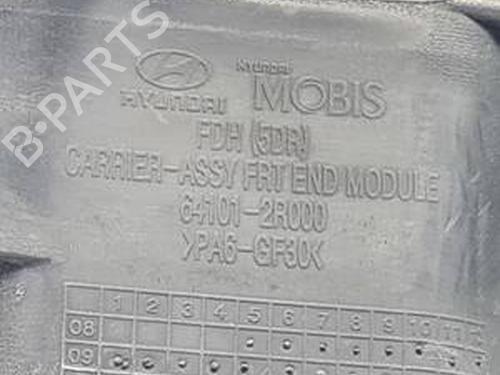 HYUNDAI
HYUNDAI MOBIS
FDH (5DR)
CARRIER-ASSY FRT END MODULE
64101-2R000
>PA6-GF30<
1 2 3 4 5 6 7 8 9 10 11
08
09
B-PARTS